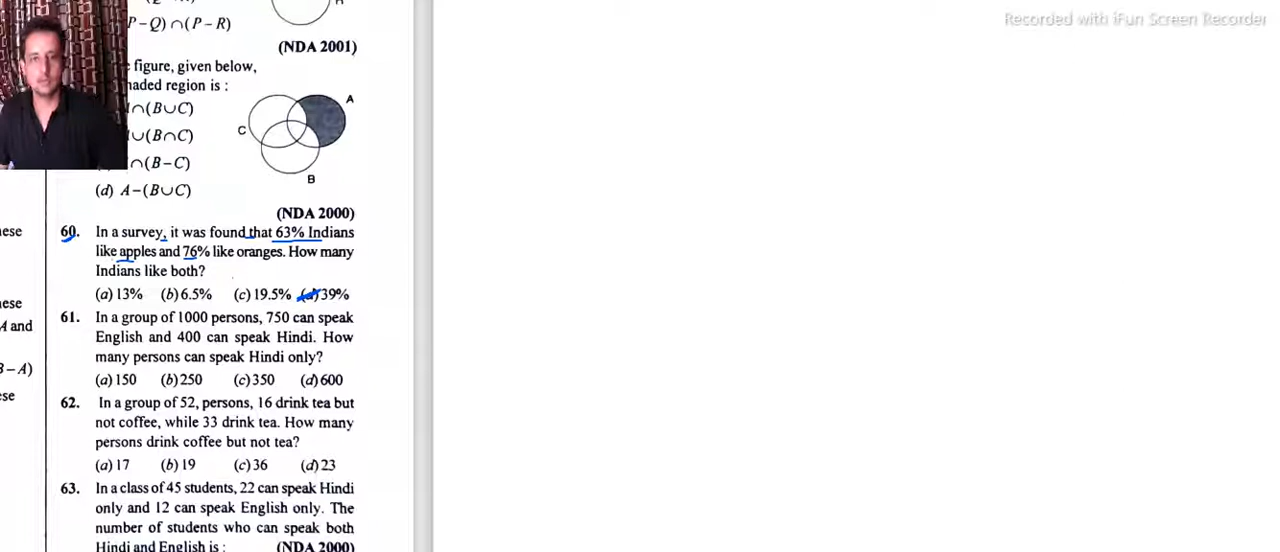 Recorded with iFun Screen Recorder
P–Q)∩(P–R)
(NDA 2001)
figure, given below,
haded region is :
∩(B∪C)
∪(B∩C)
∩(B–C)
(d) A–(B∪C)
A
C
B
(NDA 2000)
60. In a survey, it was found that 63% Indians
like apples and 76% like oranges. How many
Indians like both?
(a) 13% (b) 6.5% (c) 19.5% (d) 39%
61. In a group of 1000 persons, 750 can speak
English and 400 can speak Hindi. How
many persons can speak Hindi only?
(a) 150 (b) 250 (c) 350 (d) 600
62. In a group of 52, persons, 16 drink tea but
not coffee, while 33 drink tea. How many
persons drink coffee but not tea?
(a) 17 (b) 19 (c) 36 (d) 23
63. In a class of 45 students, 22 can speak Hindi
only and 12 can speak English only. The
number of students who can speak both
Hindi and English is : (NDA 2000)
A and
–A)